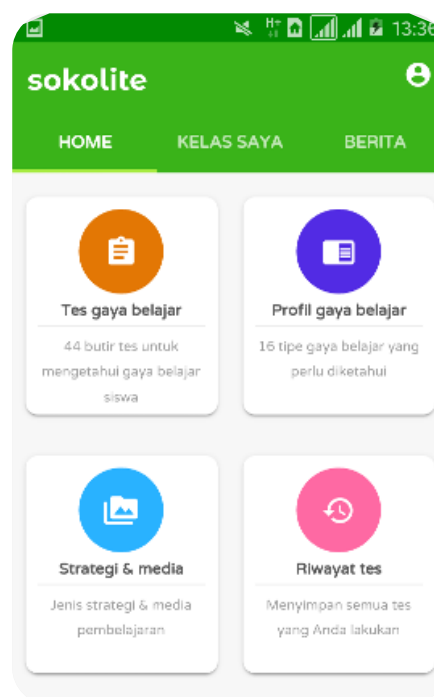 H+
13:36
sokolite
HOME KELAS SAYA BERITA
Tes gaya belajar
44 butir tes untuk
mengetahui gaya belajar
siswa
Profil gaya belajar
16 tipe gaya belajar yang
perlu diketahui
Strategi & media
Jenis strategi & media
pembelajaran
Riwayat tes
Menyimpan semua tes
yang Anda lakukan